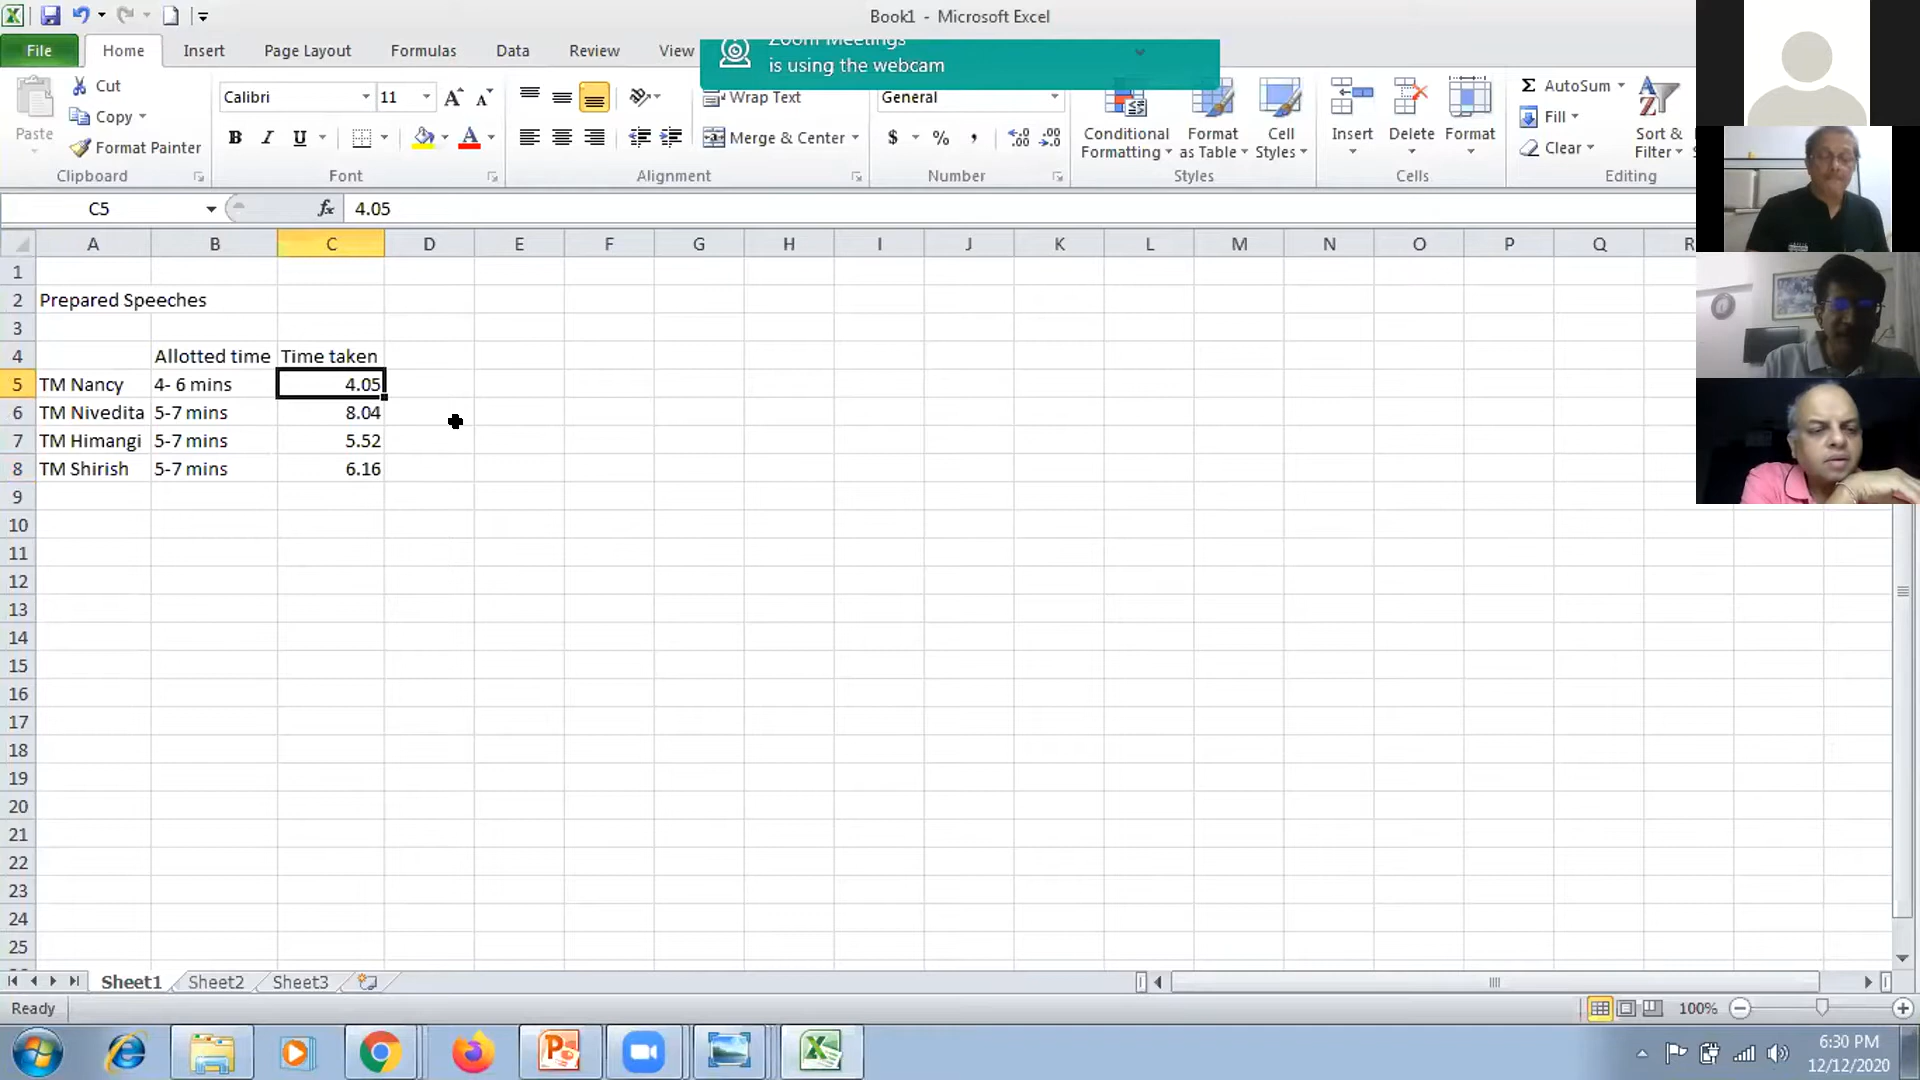 Book1 - Microsoft Excel
File Home Insert Page Layout Formulas Data Review View
Zoom Meetings
is using the webcam
Paste
Cut
Copy
Format Painter
Clipboard
Calibri 11
B I U A
Font
Wrap Text
Merge & Center
Alignment
General
$ % ,
Number
Conditional Formatting
Format as Table
Cell Styles
Styles
Insert Delete Format
Cells
Σ AutoSum
Fill
Clear
Sort & Filter
Editing
C5 fx 4.05
A B C D E F G H I J K L M N O P Q R
1
2 Prepared Speeches
3
4 Allotted time Time taken
5 TM Nancy 4- 6 mins 4.05
6 TM Nivedita 5-7 mins 8.04
7 TM Himangi 5-7 mins 5.52
8 TM Shirish 5-7 mins 6.16
9
10
11
12
13
14
15
16
17
18
19
20
21
22
23
24
25
Sheet1 Sheet2 Sheet3
Ready 100%
6:30 PM
12/12/2020